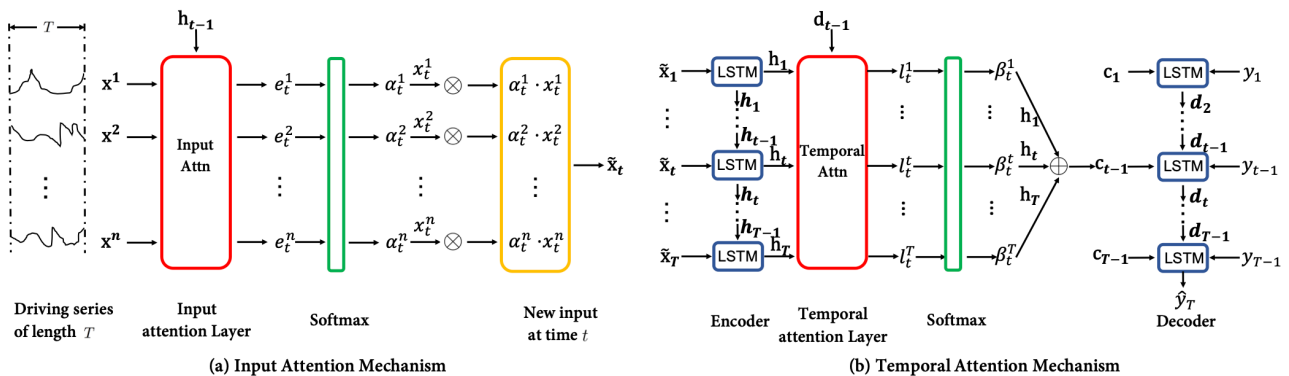 T
h_{t-1}
x^1
x^2
⋮
x^n
Input
Attn
e_t^1
e_t^2
⋮
e_t^n
α_t^1
α_t^2
⋮
α_t^n
x_t^1
x_t^2
x_t^n
⊗
⊗
⊗
α_t^1 · x_t^1
α_t^2 · x_t^2
⋮
α_t^n · x_t^n
x̃_t
Driving series
of length T
Input
attention Layer
Softmax
New input
at time t
(a) Input Attention Mechanism
d_{t-1}
x̃_1
⋮
x̃_t
⋮
x̃_T
LSTM
h_1
h_1
h_{t-1}
LSTM
h_t
h_t
h_{T-1}
LSTM
h_T
Temporal
Attn
l_t^1
⋮
l_t^t
⋮
l_t^T
β_t^1
⋮
β_t^t
⋮
β_t^T
h_1
h_t
h_T
⊕
c_1
LSTM
y_1
d_2
d_{t-1}
c_{t-1}
LSTM
y_{t-1}
d_t
d_{T-1}
c_{T-1}
LSTM
y_{T-1}
ŷ_T
Encoder
Temporal
attention Layer
Softmax
Decoder
(b) Temporal Attention Mechanism